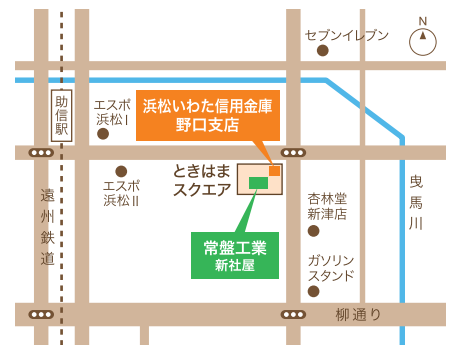 セブンイレブン
N
助信駅
エスポ
浜松Ⅰ
浜松いわた信用金庫
野口支店
ときはま
スクエア
エスポ
浜松Ⅱ
遠州鉄道
曳馬川
杏林堂
新津店
常盤工業
新社屋
ガソリン
スタンド
柳通り